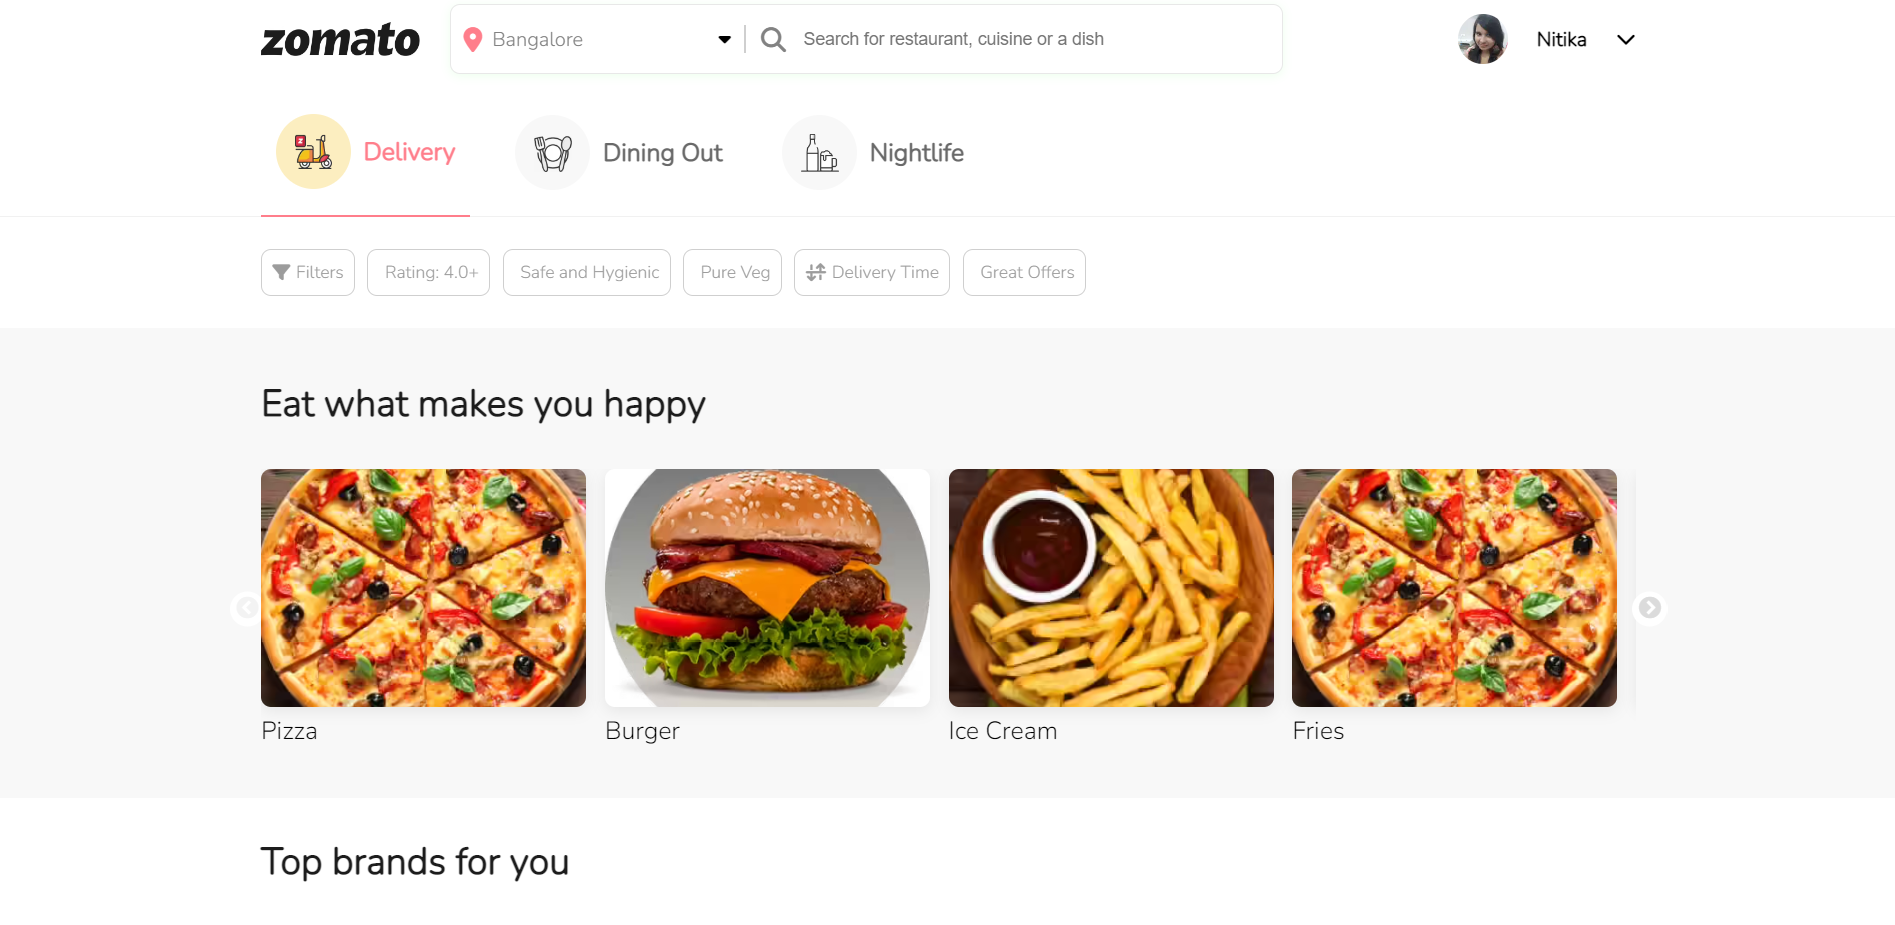 zomato
Bangalore
Search for restaurant, cuisine or a dish
Nitika
Delivery
Dining Out
Nightlife
Filters
Rating: 4.0+
Safe and Hygienic
Pure Veg
Delivery Time
Great Offers
Eat what makes you happy
Pizza
Burger
Ice Cream
Fries
Top brands for you